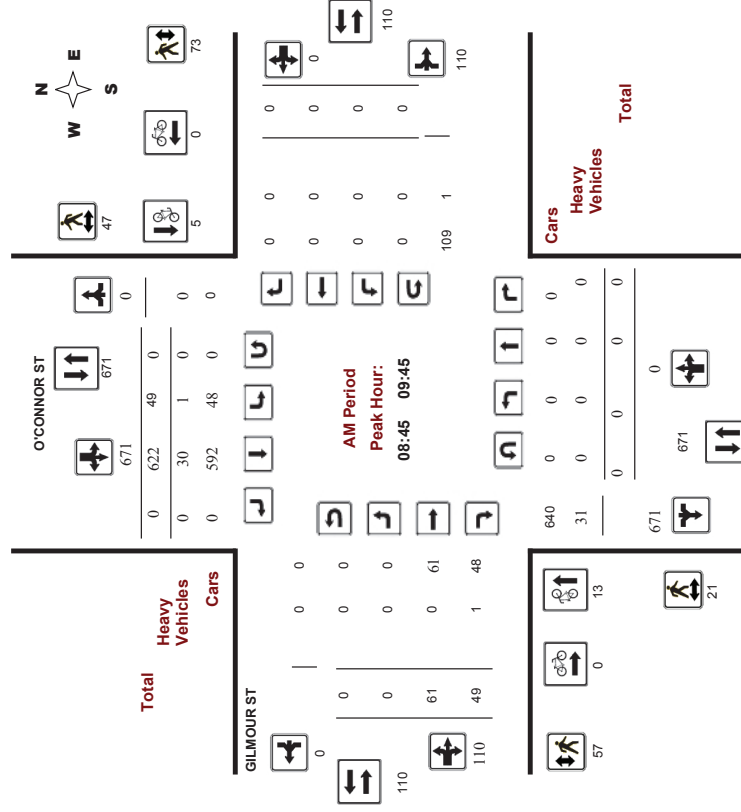 N
W E
S
O'CONNOR ST
671
671 0
47 73
5 0
Total 0 622 49 0
Heavy
Vehicles
0 30 1 0 0
Cars
0 592 48 0 0
GILMOUR ST
0 0
0
0 0 0
0 0 0
110
61 0 61
49 1 48
110
AM Period
Peak Hour:
08:45 09:45
0 0 0
0
0 0 0
0 0 0
110
0 0 0
109 1
110
57 0 13
21
640 0 0 0 0
Cars
31 0 0 0 0
Heavy
Vehicles
0 0 0 0
Total
671 0
671